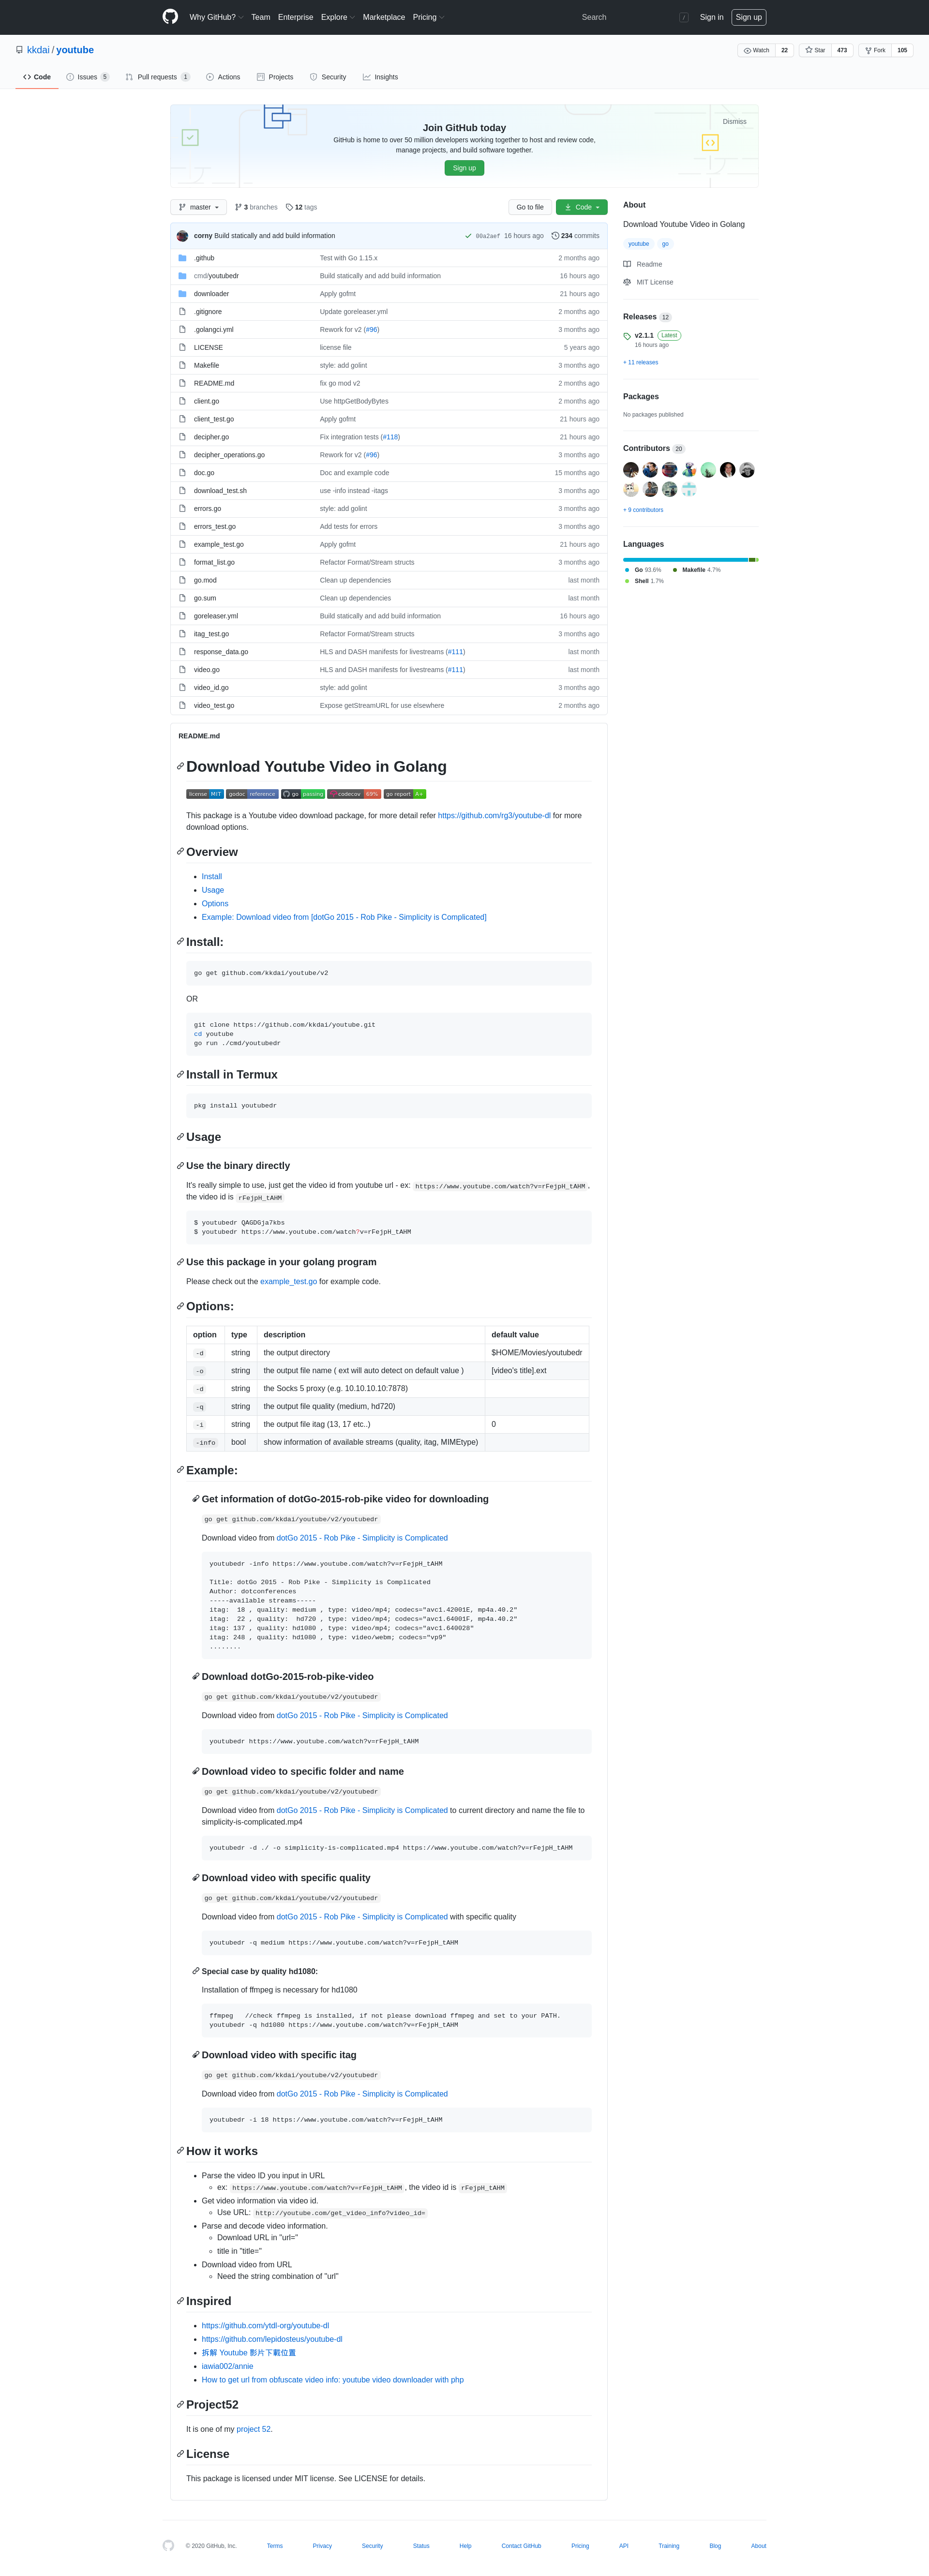 Why GitHub? Team Enterprise Explore Marketplace Pricing Search / Sign in Sign up
kkdai / youtube Watch 22 Star 473 Fork 105
Code Issues 5 Pull requests 1 Actions Projects Security Insights
Join GitHub today Dismiss
GitHub is home to over 50 million developers working together to host and review code,
manage projects, and build software together.
Sign up
master 3 branches 12 tags Go to file Code
corny Build statically and add build information 80a2aef 16 hours ago 234 commits
.github Test with Go 1.15.x 2 months ago
cmd/youtubedr Build statically and add build information 16 hours ago
downloader Apply gofmt 21 hours ago
.gitignore Update goreleaser.yml 2 months ago
.golangci.yml Rework for v2 (#96) 3 months ago
LICENSE license file 5 years ago
Makefile style: add golint 3 months ago
README.md fix go mod v2 2 months ago
client.go Use httpGetBodyBytes 2 months ago
client_test.go Apply gofmt 21 hours ago
decipher.go Fix integration tests (#118) 21 hours ago
decipher_operations.go Rework for v2 (#96) 3 months ago
doc.go Doc and example code 15 months ago
download_test.sh use -info instead -itags 3 months ago
errors.go style: add golint 3 months ago
errors_test.go Add tests for errors 3 months ago
example_test.go Apply gofmt 21 hours ago
format_list.go Refactor Format/Stream structs 3 months ago
go.mod Clean up dependencies last month
go.sum Clean up dependencies last month
goreleaser.yml Build statically and add build information 16 hours ago
itag_test.go Refactor Format/Stream structs 3 months ago
response_data.go HLS and DASH manifests for livestreams (#111) last month
video.go HLS and DASH manifests for livestreams (#111) last month
video_id.go style: add golint 3 months ago
video_test.go Expose getStreamURL for use elsewhere 2 months ago
About
Download Youtube Video in Golang
youtube go
Readme
MIT License
Releases 12
v2.1.1 Latest
16 hours ago
+ 11 releases
Packages
No packages published
Contributors 20
+ 9 contributors
Languages
Go 93.6% Makefile 4.7%
Shell 1.7%
README.md
Download Youtube Video in Golang
license MIT godoc reference go passing codecov 69% go report A+
This package is a Youtube video download package, for more detail refer https://github.com/rg3/youtube-dl for more
download options.
Overview
Install
Usage
Options
Example: Download video from [dotGo 2015 - Rob Pike - Simplicity is Complicated]
Install:
go get github.com/kkdai/youtube/v2
OR
git clone https://github.com/kkdai/youtube.git
cd youtube
go run ./cmd/youtubedr
Install in Termux
pkg install youtubedr
Usage
Use the binary directly
It's really simple to use, just get the video id from youtube url - ex: https://www.youtube.com/watch?v=rFejpH_tAHM ,
the video id is rFejpH_tAHM
$ youtubedr QAGDGja7kbs
$ youtubedr https://www.youtube.com/watch?v=rFejpH_tAHM
Use this package in your golang program
Please check out the example_test.go for example code.
Options:
option type description default value
-d string the output directory $HOME/Movies/youtubedr
-o string the output file name ( ext will auto detect on default value ) [video's title].ext
-d string the Socks 5 proxy (e.g. 10.10.10.10:7878)
-q string the output file quality (medium, hd720)
-i string the output file itag (13, 17 etc..) 0
-info bool show information of available streams (quality, itag, MIMEtype)
Example:
Get information of dotGo-2015-rob-pike video for downloading
go get github.com/kkdai/youtube/v2/youtubedr
Download video from dotGo 2015 - Rob Pike - Simplicity is Complicated
youtubedr -info https://www.youtube.com/watch?v=rFejpH_tAHM
Title: dotGo 2015 - Rob Pike - Simplicity is Complicated
Author: dotconferences
-----available streams-----
itag: 18 , quality: medium , type: video/mp4; codecs="avc1.42001E, mp4a.40.2"
itag: 22 , quality: hd720 , type: video/mp4; codecs="avc1.64001F, mp4a.40.2"
itag: 137 , quality: hd1080 , type: video/mp4; codecs="avc1.640028"
itag: 248 , quality: hd1080 , type: video/webm; codecs="vp9"
........
Download dotGo-2015-rob-pike-video
go get github.com/kkdai/youtube/v2/youtubedr
Download video from dotGo 2015 - Rob Pike - Simplicity is Complicated
youtubedr https://www.youtube.com/watch?v=rFejpH_tAHM
Download video to specific folder and name
go get github.com/kkdai/youtube/v2/youtubedr
Download video from dotGo 2015 - Rob Pike - Simplicity is Complicated to current directory and name the file to
simplicity-is-complicated.mp4
youtubedr -d ./ -o simplicity-is-complicated.mp4 https://www.youtube.com/watch?v=rFejpH_tAHM
Download video with specific quality
go get github.com/kkdai/youtube/v2/youtubedr
Download video from dotGo 2015 - Rob Pike - Simplicity is Complicated with specific quality
youtubedr -q medium https://www.youtube.com/watch?v=rFejpH_tAHM
Special case by quality hd1080:
Installation of ffmpeg is necessary for hd1080
ffmpeg //check ffmpeg is installed, if not please download ffmpeg and set to your PATH.
youtubedr -q hd1080 https://www.youtube.com/watch?v=rFejpH_tAHM
Download video with specific itag
go get github.com/kkdai/youtube/v2/youtubedr
Download video from dotGo 2015 - Rob Pike - Simplicity is Complicated
youtubedr -i 18 https://www.youtube.com/watch?v=rFejpH_tAHM
How it works
Parse the video ID you input in URL
ex: https://www.youtube.com/watch?v=rFejpH_tAHM , the video id is rFEjpH_tAHM
Get video information via video id.
Use URL: http://youtube.com/get_video_info?video_id=
Parse and decode video information.
Download URL in "url="
title in "title="
Download video from URL
Need the string combination of "url"
Inspired
https://github.com/ytdl-org/youtube-dl
https://github.com/lepidosteus/youtube-dl
拆解 Youtube 影片下載位置
iawia002/annie
How to get url from obfuscate video info: youtube video downloader with php
Project52
It is one of my project 52.
License
This package is licensed under MIT license. See LICENSE for details.
© 2020 GitHub, Inc. Terms Privacy Security Status Help Contact GitHub Pricing API Training Blog About